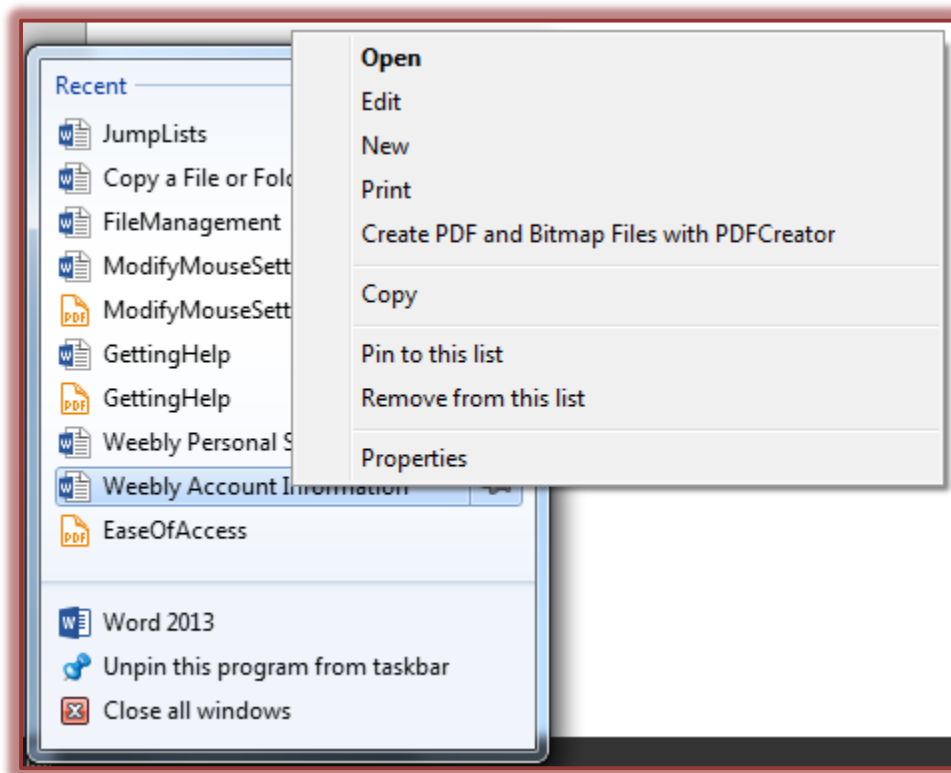 Recent
JumpLists
Copy a File or Fold
FileManagement
ModifyMouseSett
ModifyMouseSett
GettingHelp
GettingHelp
Weebly Personal S
Weebly Account Information
EaseOfAccess
Word 2013
Unpin this program from taskbar
Close all windows
Open
Edit
New
Print
Create PDF and Bitmap Files with PDFCreator
Copy
Pin to this list
Remove from this list
Properties